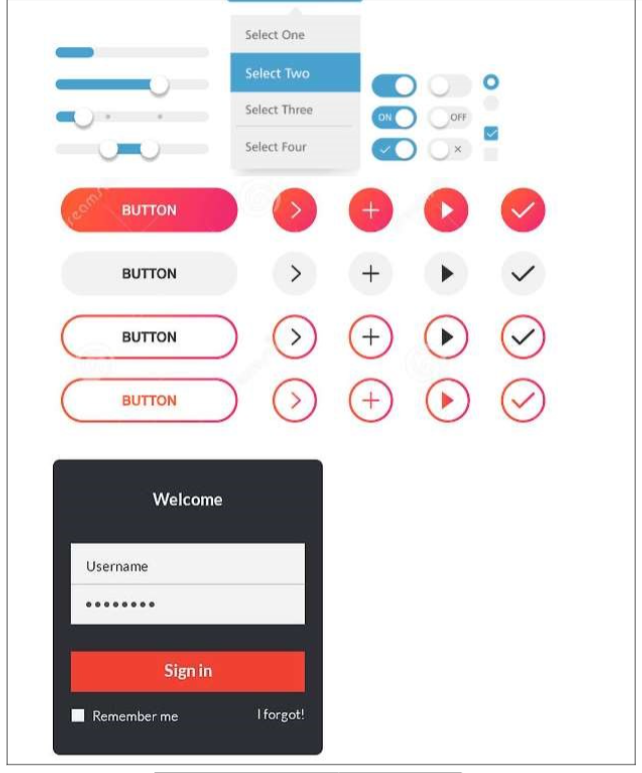 Select One
Select Two
Select Three
ON OFF
Select Four
BUTTON
BUTTON
BUTTON
BUTTON
Welcome
Username
Sign in
Remember me I forgot!